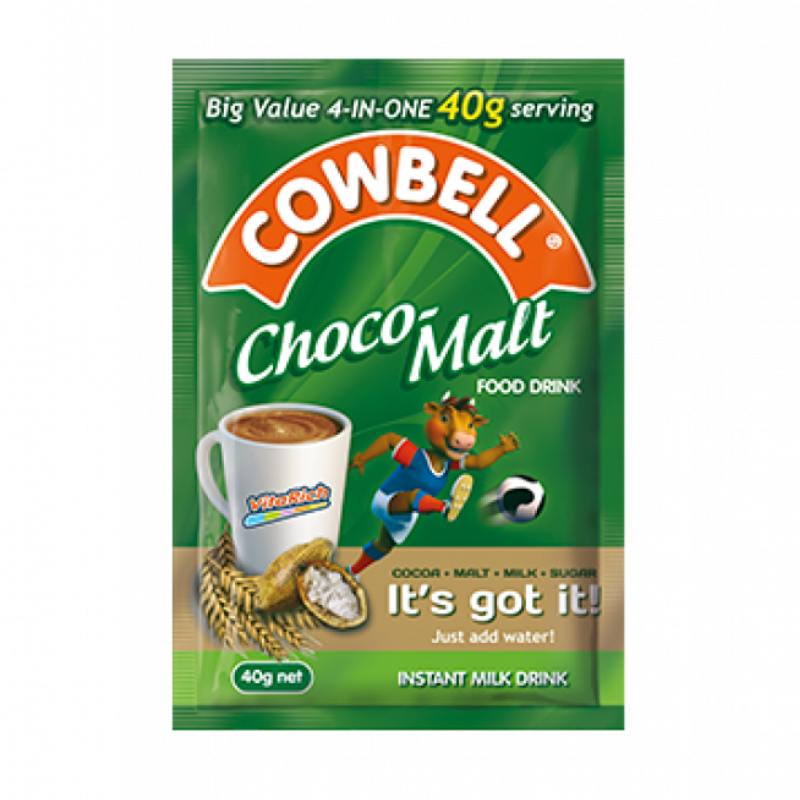 Big Value 4-IN-ONE 40g serving
COWBELL®
Choco-
Malt
FOOD DRINK
VitaRich
COCOA • MALT • MILK • SUGAR
It's got it!
Just add water!
40g net
INSTANT MILK DRINK